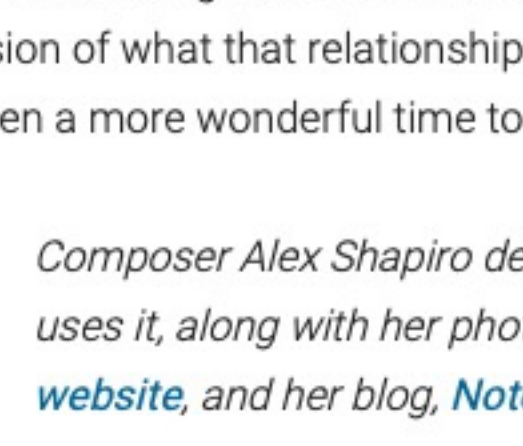 sion of what that relationship
en a more wonderful time to
Composer Alex Shapiro de
uses it, along with her pho
website, and her blog, Not